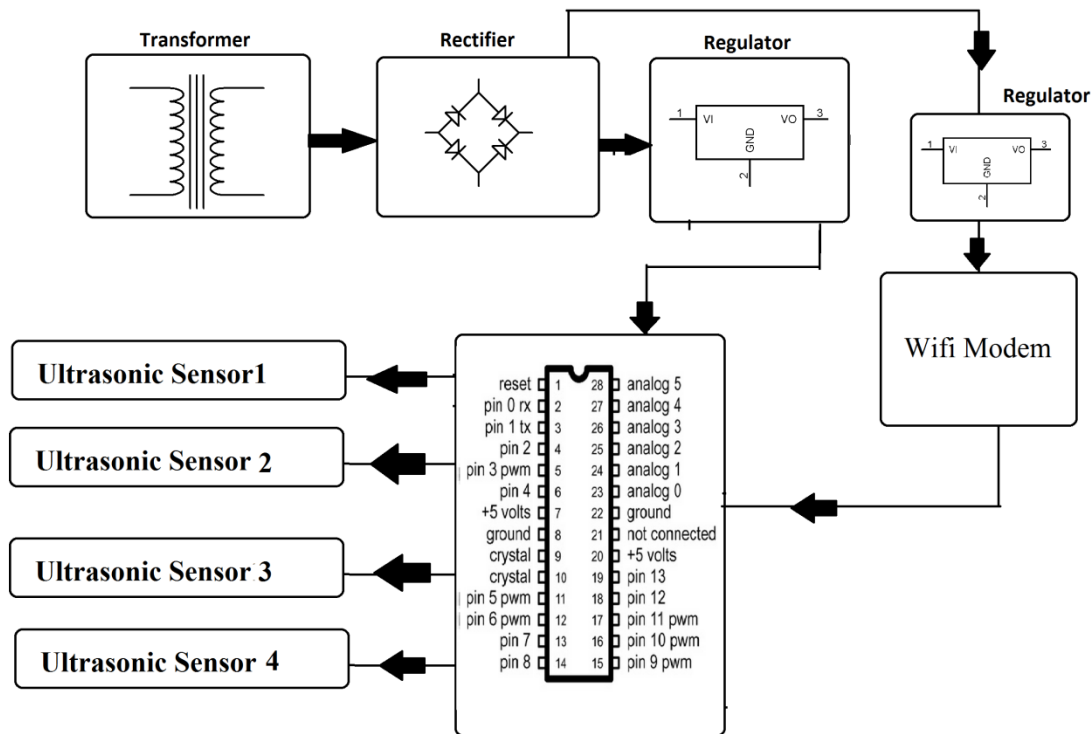 Transformer
Rectifier
Regulator
Regulator
1 VI VO 3
GND
2
1 VI VO 3
GND
2
Wifi Modem
Ultrasonic Sensor1
Ultrasonic Sensor 2
Ultrasonic Sensor 3
Ultrasonic Sensor 4
reset 1 28 analog 5
pin 0 rx 2 27 analog 4
pin 1 tx 3 26 analog 3
pin 2 4 25 analog 2
pin 3 pwm 5 24 analog 1
pin 4 6 23 analog 0
+5 volts 7 22 ground
ground 8 21 not connected
crystal 9 20 +5 volts
crystal 10 19 pin 13
pin 5 pwm 11 18 pin 12
pin 6 pwm 12 17 pin 11 pwm
pin 7 13 16 pin 10 pwm
pin 8 14 15 pin 9 pwm